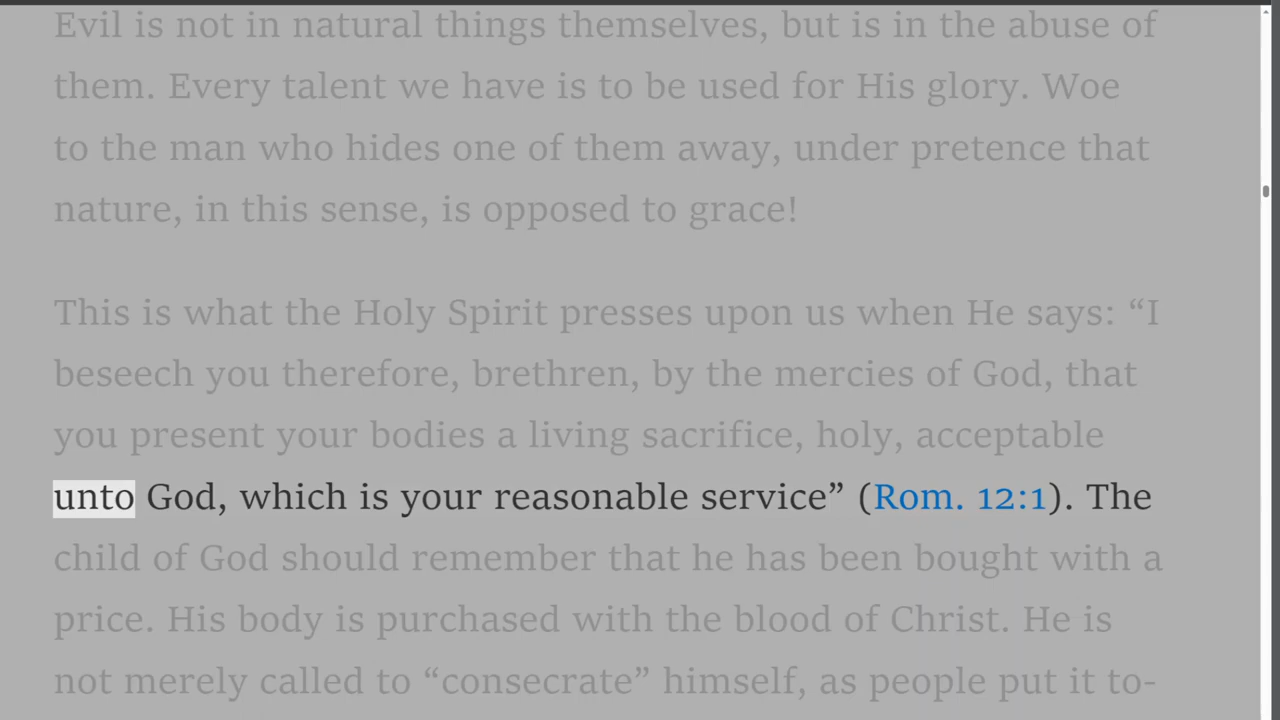 Evil is not in natural things themselves, but is in the abuse of
them. Every talent we have is to be used for His glory. Woe
to the man who hides one of them away, under pretence that
nature, in this sense, is opposed to grace!
This is what the Holy Spirit presses upon us when He says: “I
beseech you therefore, brethren, by the mercies of God, that
you present your bodies a living sacrifice, holy, acceptable
unto God, which is your reasonable service” (Rom. 12:1). The
child of God should remember that he has been bought with a
price. His body is purchased with the blood of Christ. He is
not merely called to “consecrate” himself, as people put it to-